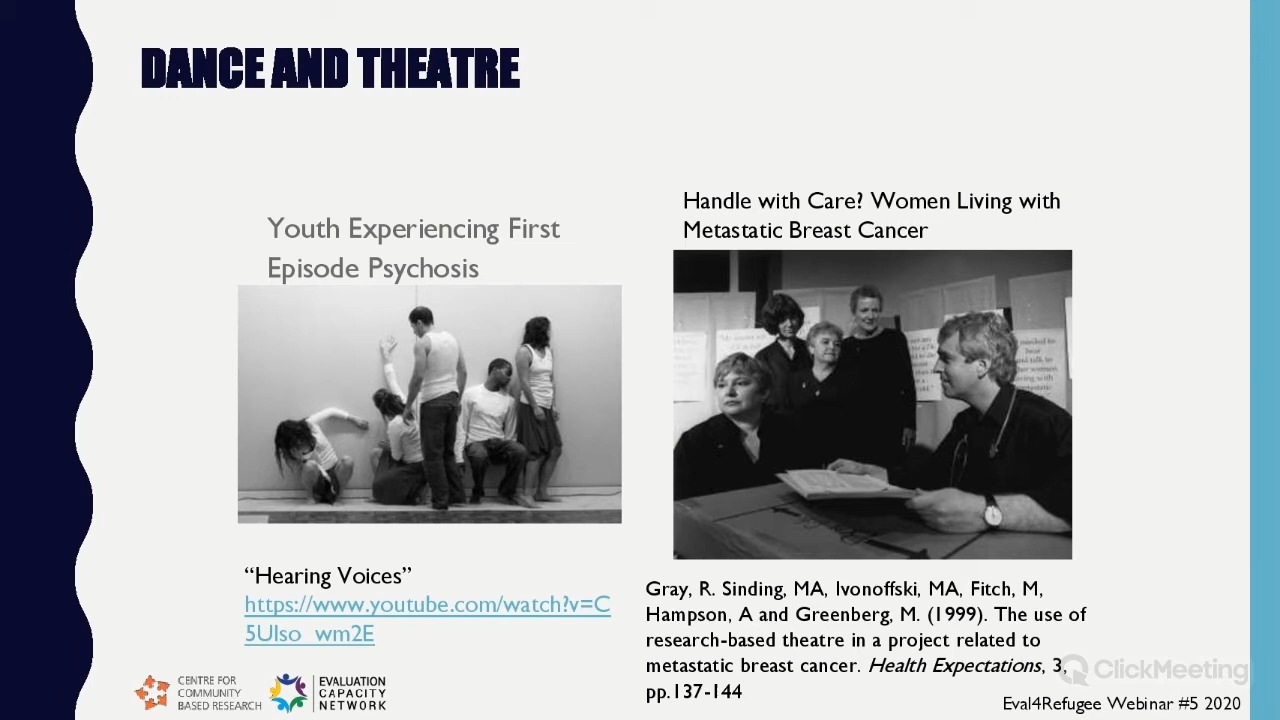 DANCE AND THEATRE
Youth Experiencing First
Episode Psychosis
“Hearing Voices”
https://www.youtube.com/watch?v=C
5UIso_wm2E
Handle with Care? Women Living with
Metastatic Breast Cancer
Gray, R. Sinding, MA, Ivonoffski, MA, Fitch, M,
Hampson, A and Greenberg, M. (1999). The use of
research-based theatre in a project related to
metastatic breast cancer. Health Expectations, 3,
pp.137-144
CENTRE FOR
COMMUNITY
BASED RESEARCH
EVALUATION
CAPACITY
NETWORK
ClickMeeting
Eval4Refugee Webinar #5 2020